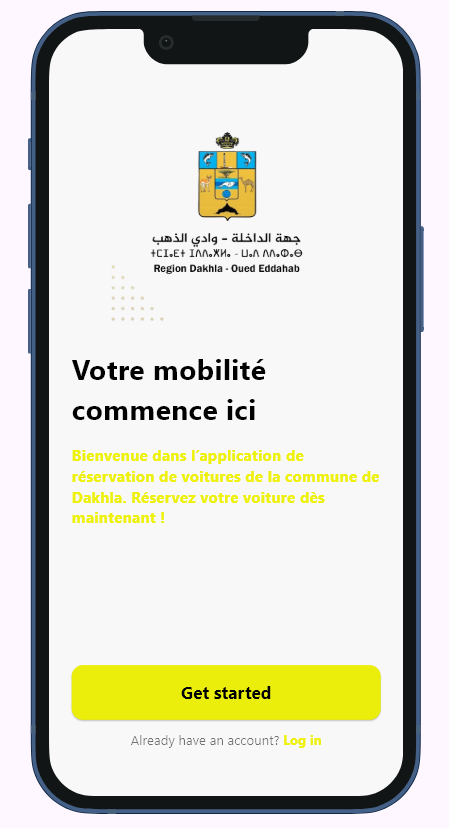 جهة الداخلة - وادي الذهب
ⵜⵎⵉⴰⴹⵜ ⵏ ⴷⴷⴰⵅⵍⴰ - ⵡⴰⴷ ⴷⴷⴰⵀⴰⴱ
Region Dakhla - Oued Eddahab
Votre mobilité
commence ici
Bienvenue dans l’application de
réservation de voitures de la commune de
Dakhla. Réservez votre voiture dès
maintenant !
Get started
Already have an account? Log in